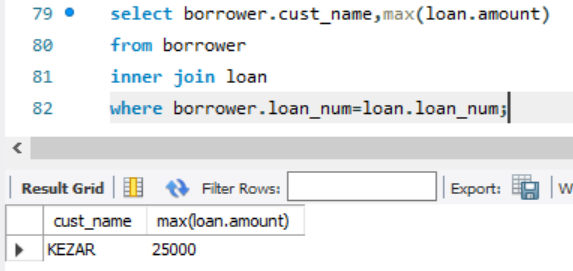 79 select borrower.cust_name,max(loan.amount)
80 from borrower
81 inner join loan
82 where borrower.loan_num=loan.loan_num;
Result Grid Filter Rows: Export: W
cust_name max(loan.amount)
KEZAR 25000